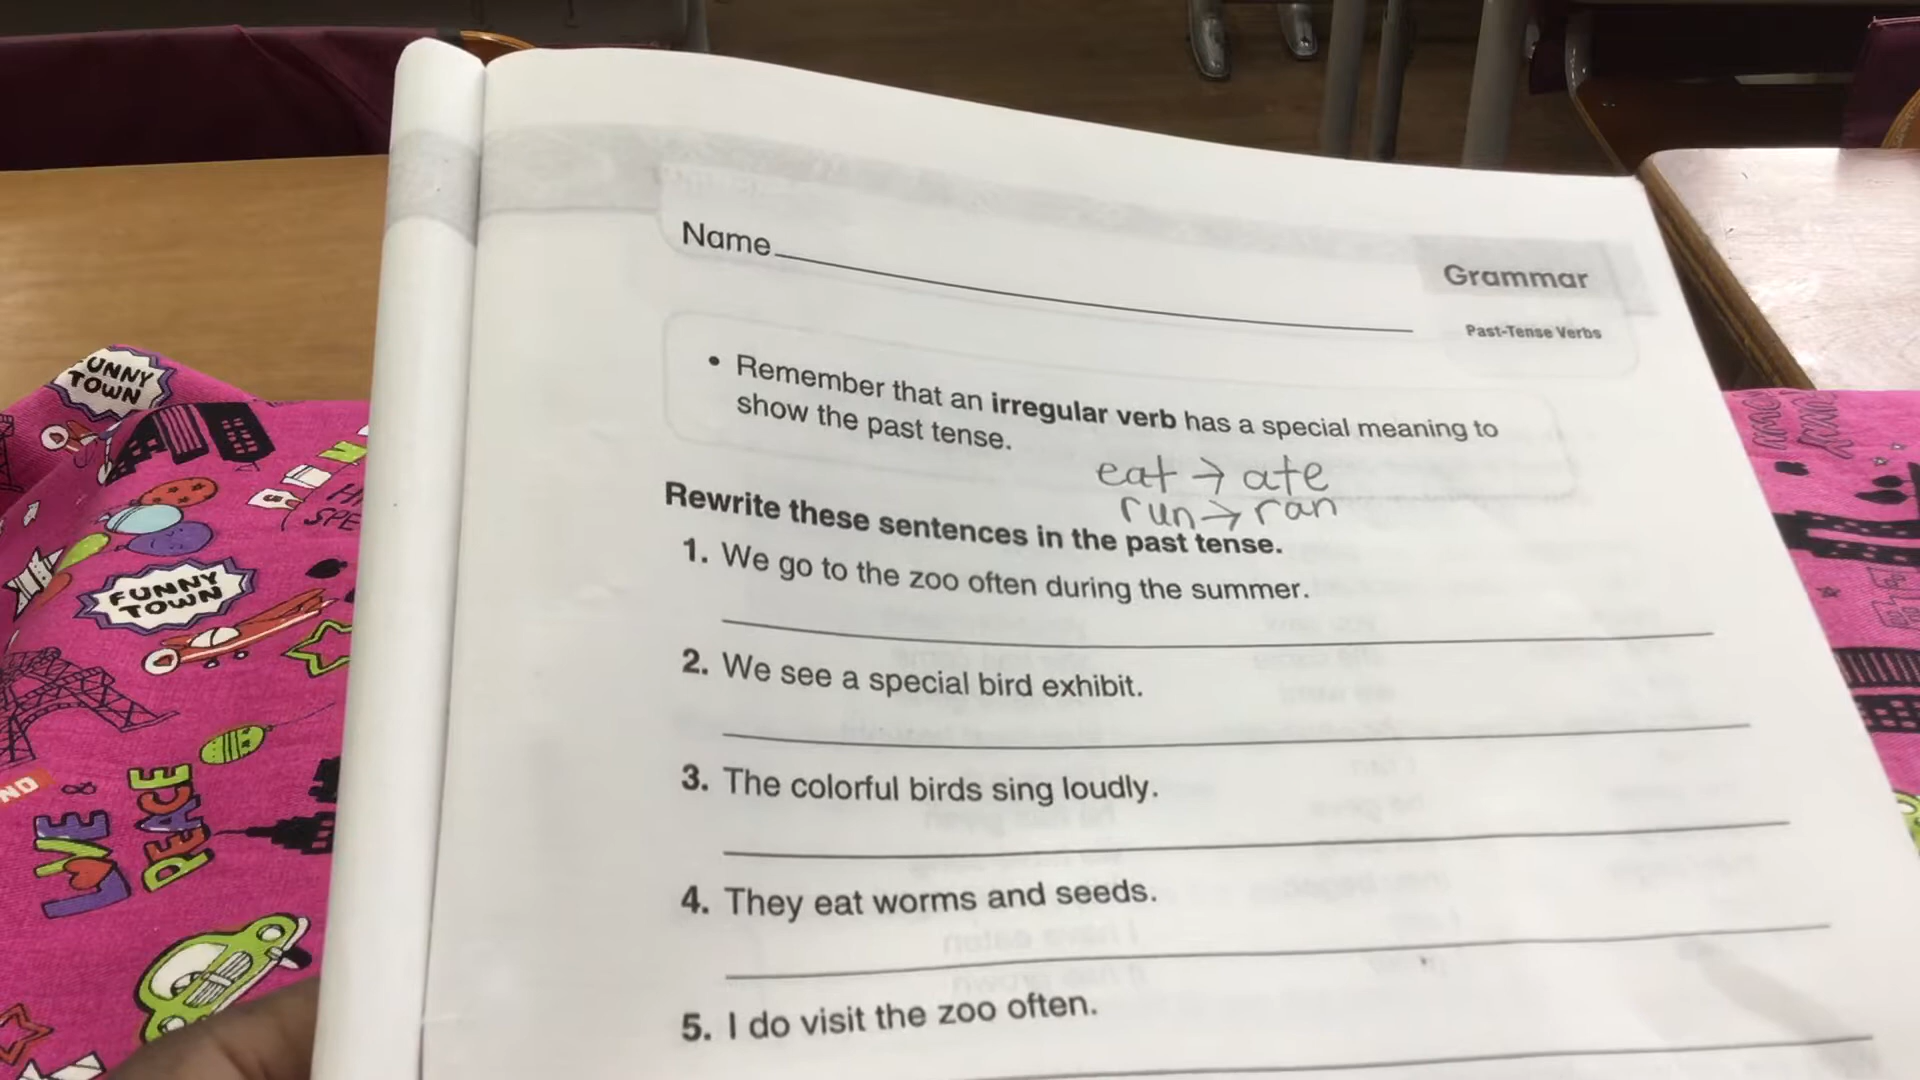 Name
Grammar
Past-Tense Verbs
• Remember that an irregular verb has a special meaning to
show the past tense.
eat → ate
run → ran
Rewrite these sentences in the past tense.
1. We go to the zoo often during the summer.
2. We see a special bird exhibit.
3. The colorful birds sing loudly.
4. They eat worms and seeds.
5. I do visit the zoo often.
UNNY
TOWN
FUNNY
TOWN
LOVE &
PEACE